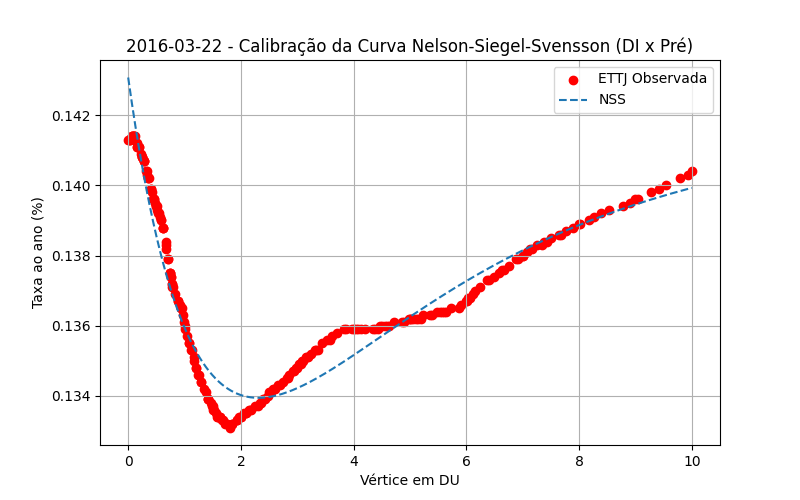 2016-03-22 - Calibração da Curva Nelson-Siegel-Svensson (DI x Pré)
ETTJ Observada
NSS
Taxa ao ano (%)
0.142
0.140
0.138
0.136
0.134
0 2 4 6 8 10
Vértice em DU